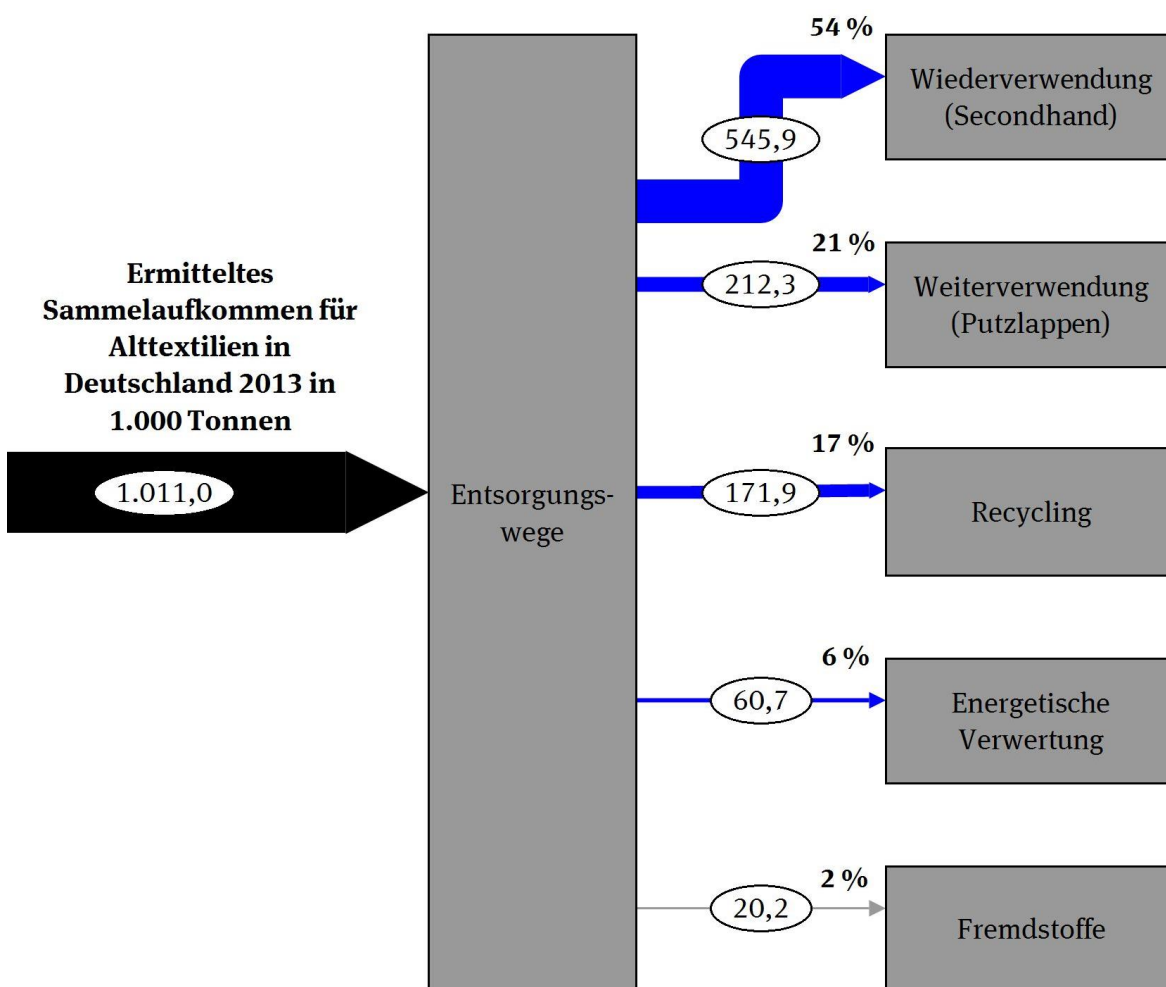 Ermitteltes
Sammelaufkommen für
Alttextilien in
Deutschland 2013 in
1.000 Tonnen
1.011,0
Entsorgungs-
wege
54 %
545,9
Wiederverwendung
(Secondhand)
21 %
212,3
Weiterverwendung
(Putzlappen)
17 %
171,9
Recycling
6 %
60,7
Energetische
Verwertung
2 %
20,2
Fremdstoffe